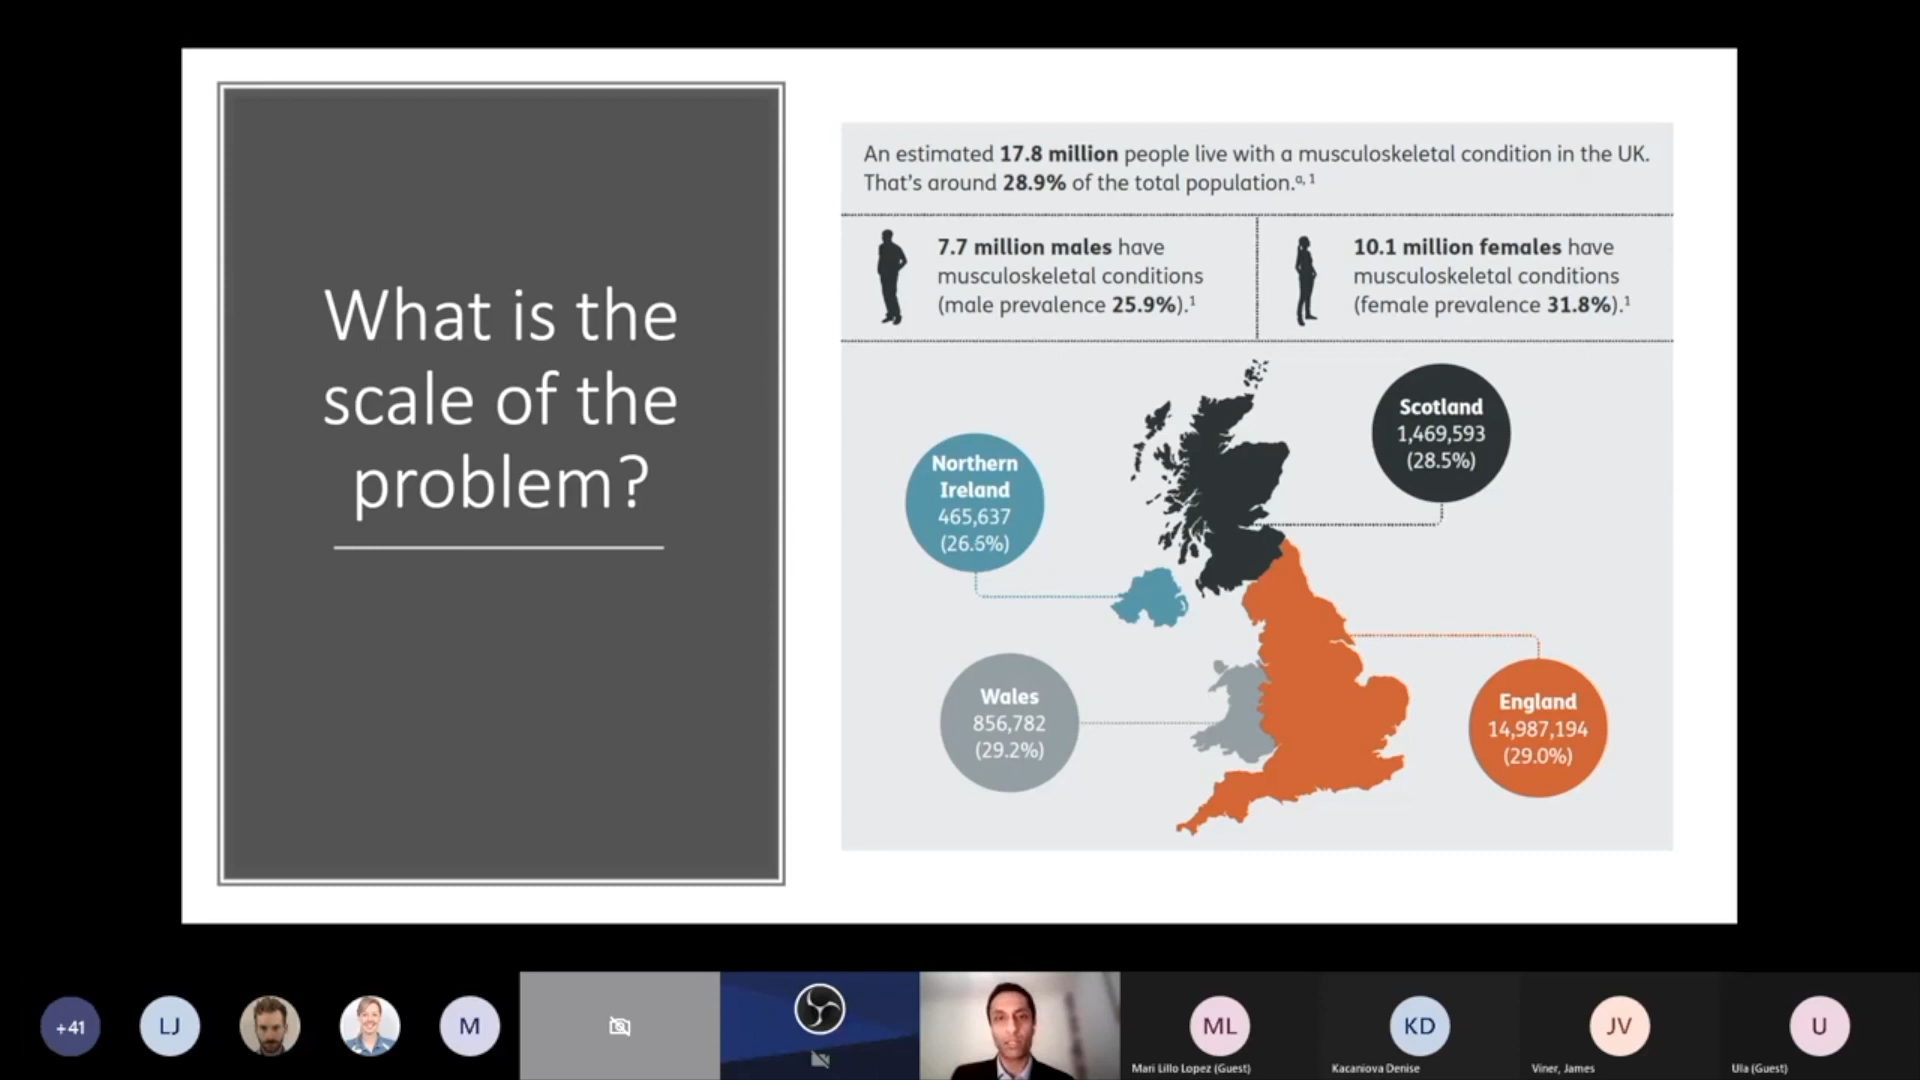 What is the
scale of the
problem?
An estimated 17.8 million people live with a musculoskeletal condition in the UK.
That's around 28.9% of the total population.a, 1
7.7 million males have
musculoskeletal conditions
(male prevalence 25.9%).1
10.1 million females have
musculoskeletal conditions
(female prevalence 31.8%).1
Scotland
1,469,593
(28.5%)
Northern
Ireland
465,637
(26.6%)
Wales
856,782
(29.2%)
England
14,987,194
(29.0%)
+41
LJ
M
ML
Mari Lillo Lopez (Guest)
KD
Kacaniova Denise
JV
Viner, James
U
Ula (Guest)